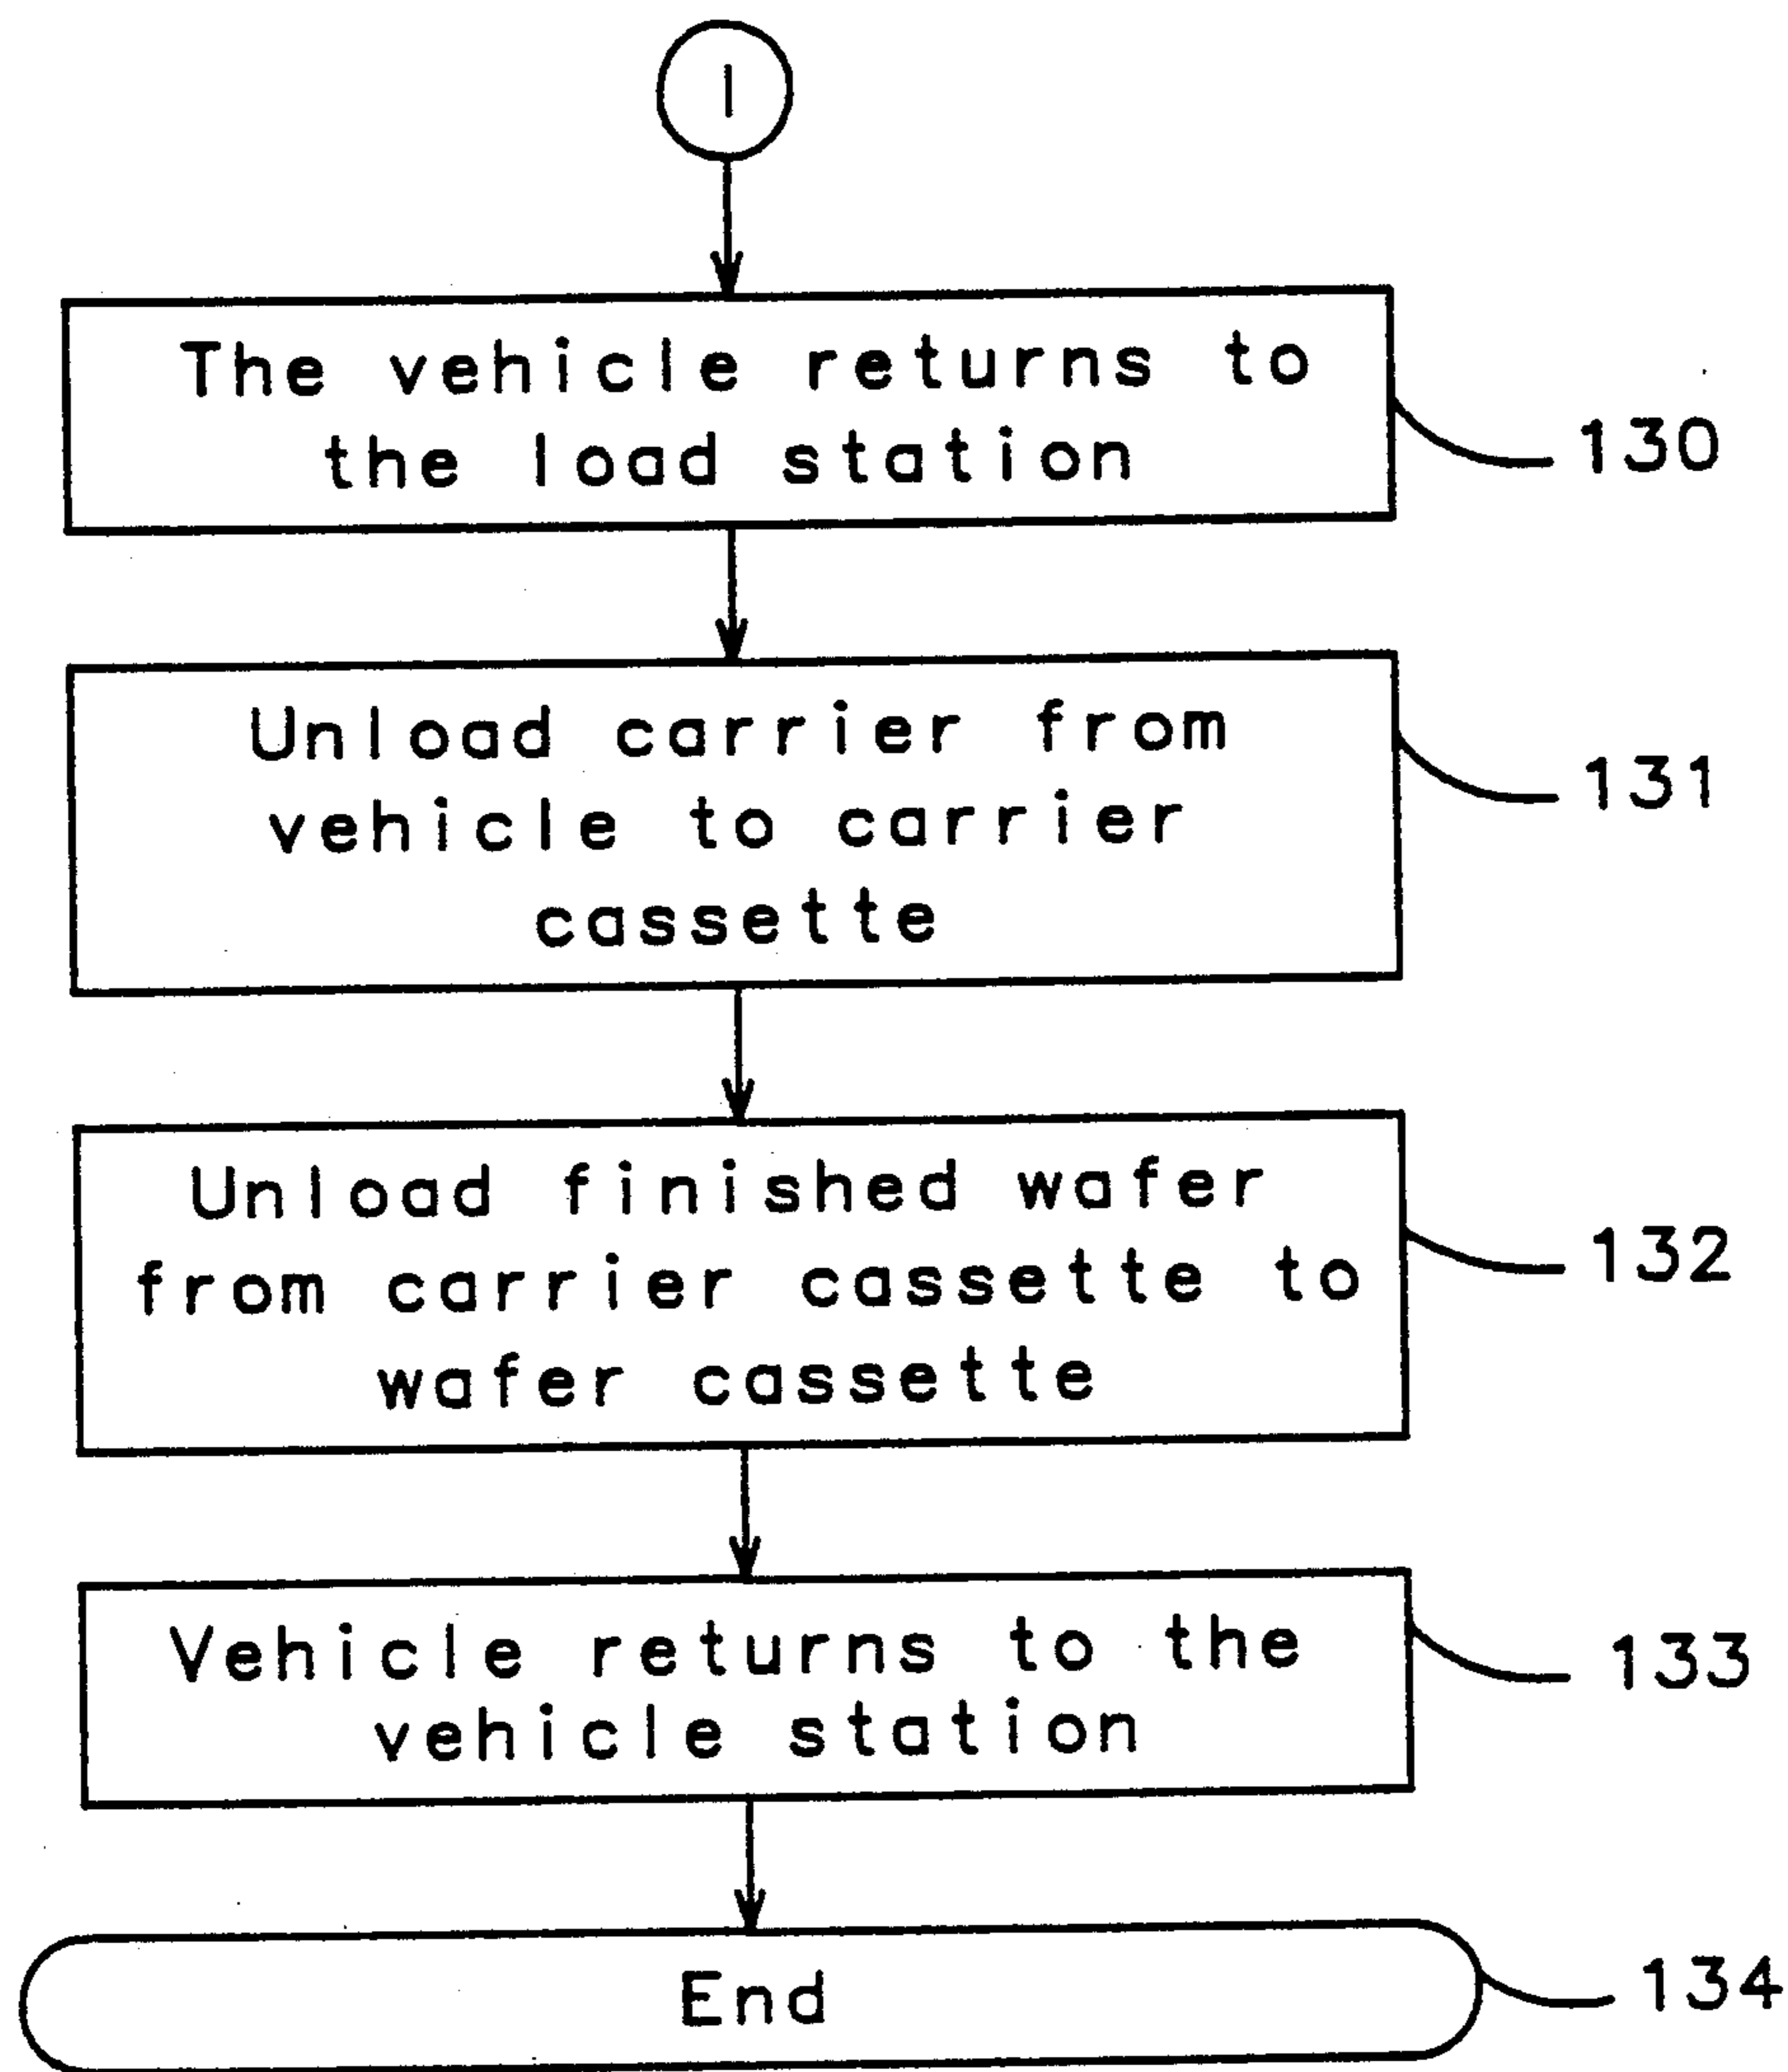 I
The vehicle returns to
the load station
130
Unload carrier from
vehicle to carrier
cassette
131
Unload finished wafer
from carrier cassette to
wafer cassette
132
Vehicle returns to the
vehicle station
133
End
134